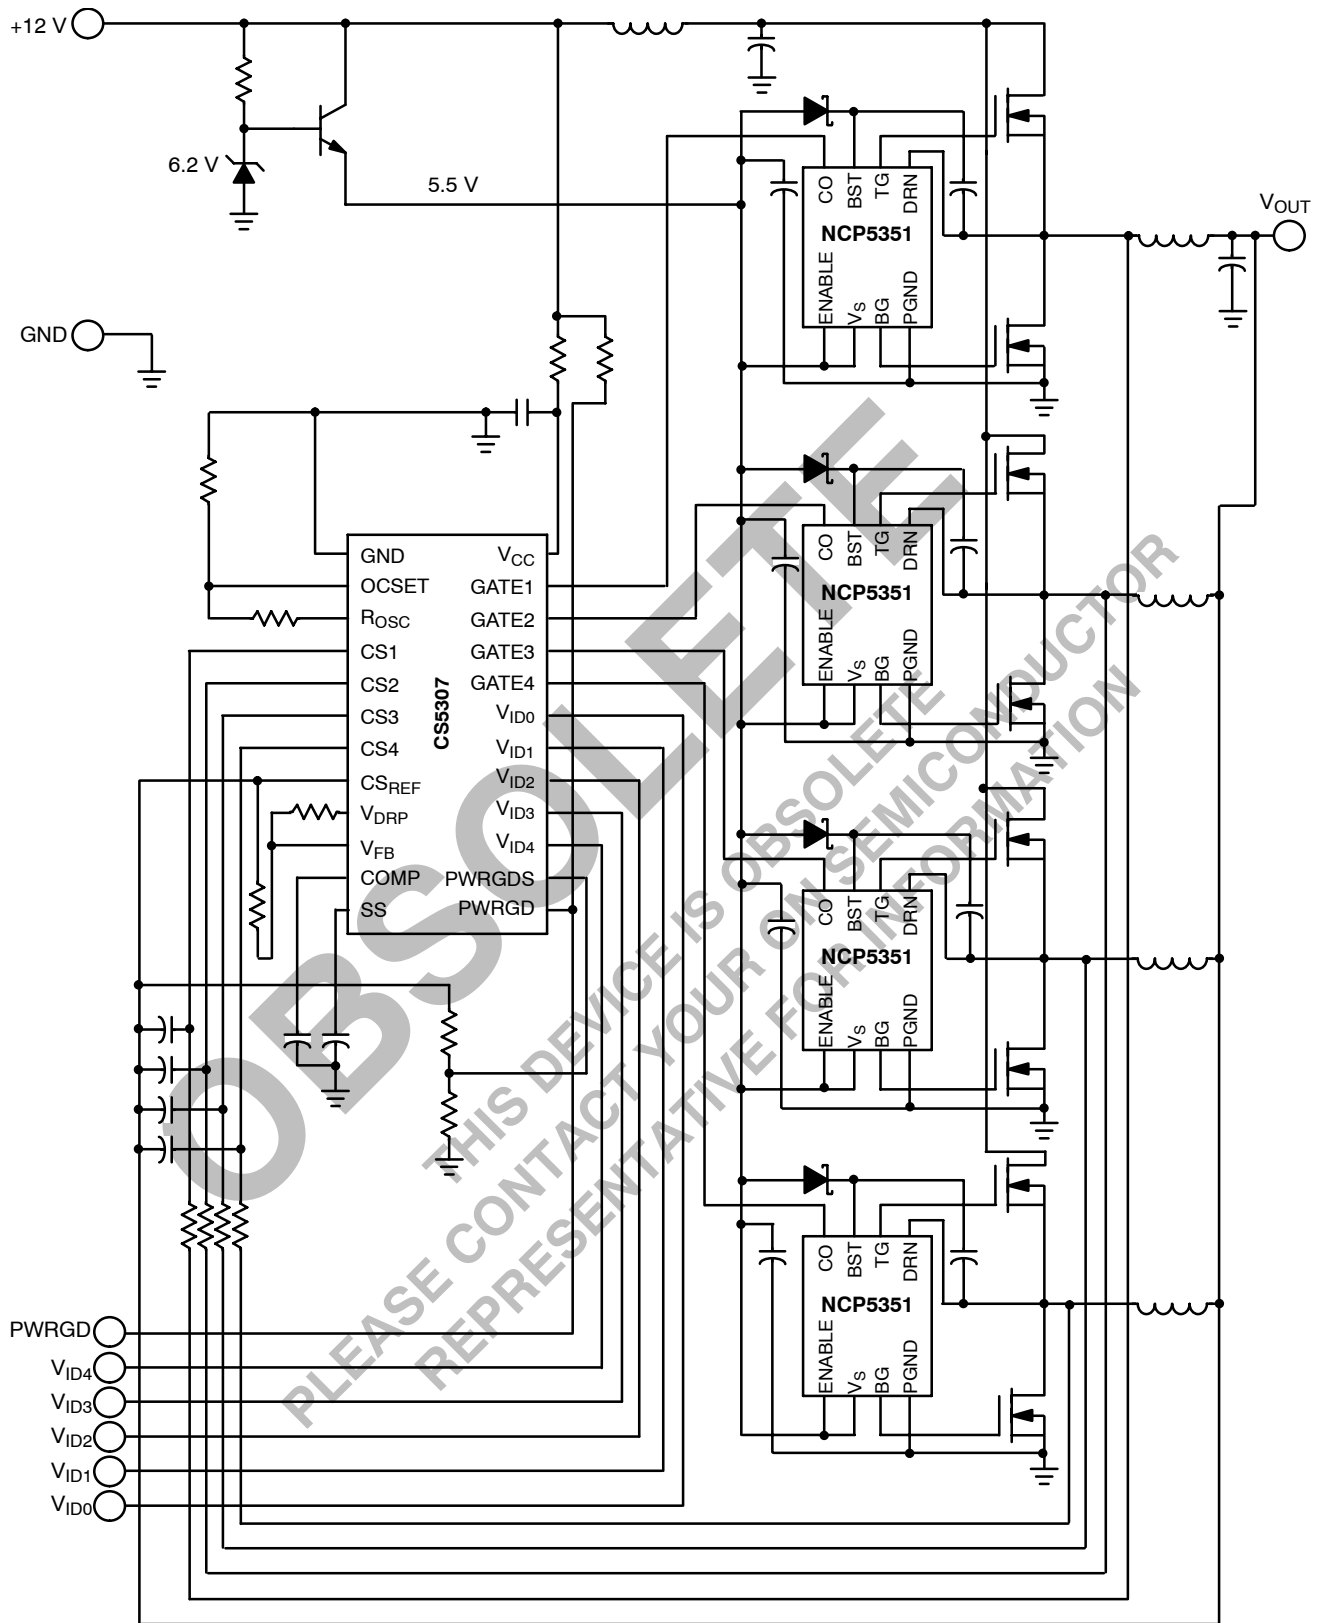 +12 V
6.2 V
5.5 V
GND
VOUT
CO
BST
TG
DRN
NCP5351
ENABLE
VS
BG
PGND
CO
BST
TG
DRN
NCP5351
ENABLE
VS
BG
PGND
CO
BST
TG
DRN
NCP5351
ENABLE
VS
BG
PGND
CO
BST
TG
DRN
NCP5351
ENABLE
VS
BG
PGND
CS5307
GND
OCSET
ROSC
CS1
CS2
CS3
CS4
CSREF
VDRP
VFB
COMP
SS
VCC
GATE1
GATE2
GATE3
GATE4
VID0
VID1
VID2
VID3
VID4
PWRGDS
PWRGD
PWRGD
VID4
VID3
VID2
VID1
VID0
OBSOLETE
THIS DEVICE IS OBSOLETE
PLEASE CONTACT YOUR ON SEMICONDUCTOR
REPRESENTATIVE FOR INFORMATION